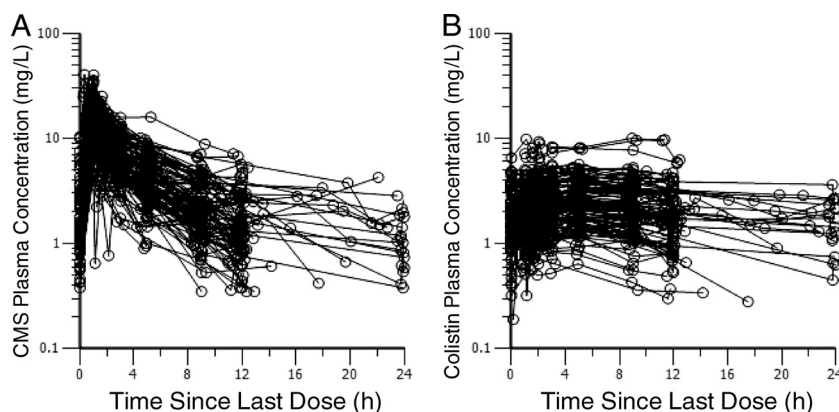 A
B
CMS Plasma Concentration (mg/L)
100
10
1
0.1
0 4 8 12 16 20 24
Time Since Last Dose (h)
Colistin Plasma Concentration (mg/L)
100
10
1
0.1
0 4 8 12 16 20 24
Time Since Last Dose (h)